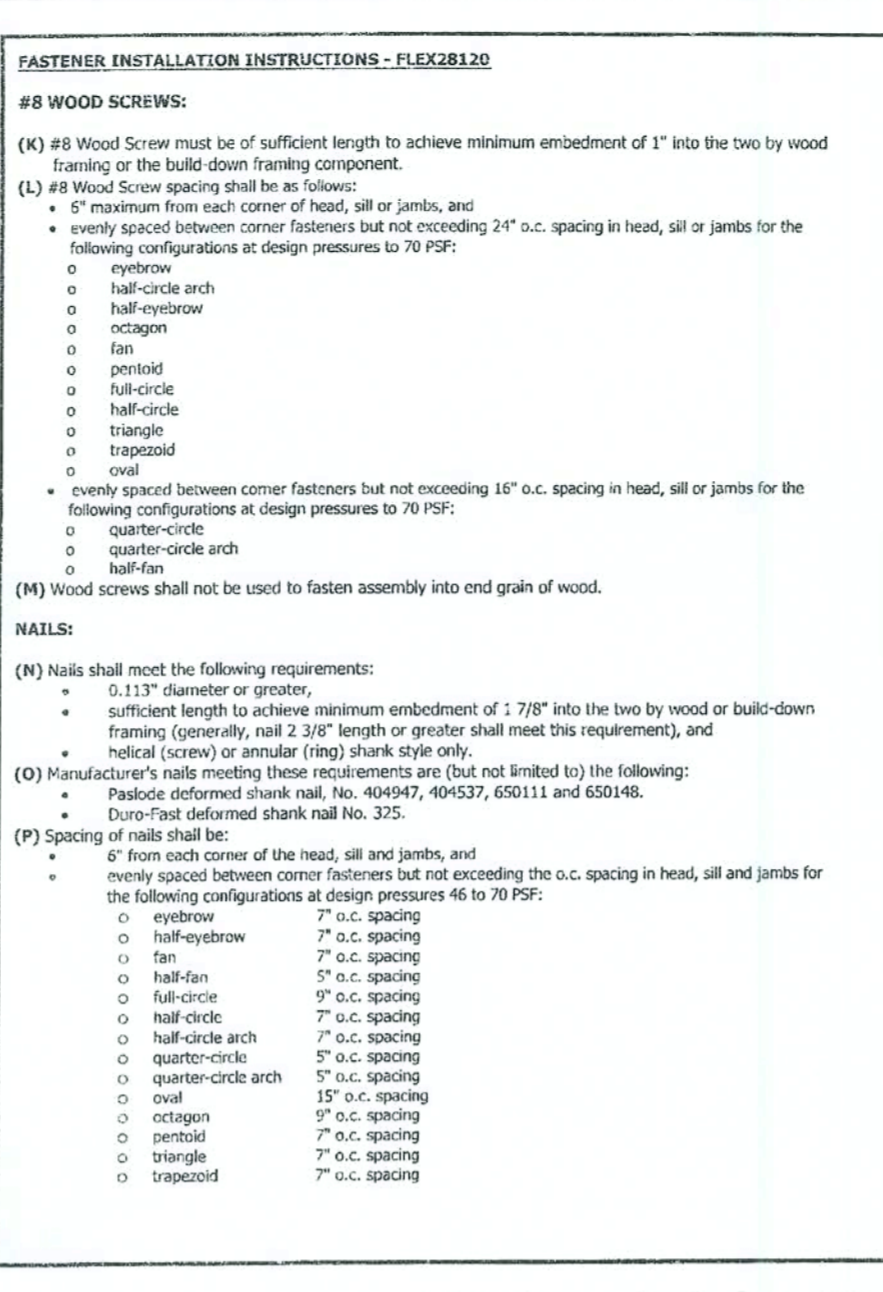 FASTENER INSTALLATION INSTRUCTIONS - FLEX28120
#8 WOOD SCREWS:
(K) #8 Wood Screw must be of sufficient length to achieve minimum embedment of 1" into the two by wood
framing or the build-down framing component.
(L) #8 Wood Screw spacing shall be as follows:
• 6" maximum from each corner of head, sill or jambs, and
• evenly spaced between corner fasteners but not exceeding 24" o.c. spacing in head, sill or jambs for the
following configurations at design pressures to 70 PSF:
o eyebrow
o half-circle arch
o half-eyebrow
o octagon
o fan
o pentoid
o full-circle
o half-circle
o triangle
o trapezoid
o oval
• evenly spaced between corner fasteners but not exceeding 16" o.c. spacing in head, sill or jambs for the
following configurations at design pressures to 70 PSF:
o quarter-circle
o quarter-circle arch
o half-fan
(M) Wood screws shall not be used to fasten assembly into end grain of wood.
NAILS:
(N) Nails shall meet the following requirements:
• 0.113" diameter or greater,
• sufficient length to achieve minimum embedment of 1 7/8" into the two by wood or build-down
framing (generally, nail 2 3/8" length or greater shall meet this requirement), and
• helical (screw) or annular (ring) shank style only.
(O) Manufacturer's nails meeting these requirements are (but not limited to) the following:
• Paslode deformed shank nail, No. 404947, 404537, 650111 and 650148.
• Duro-Fast deformed shank nail No. 325.
(P) Spacing of nails shall be:
• 6" from each corner of the head, sill and jambs, and
• evenly spaced between corner fasteners but not exceeding the o.c. spacing in head, sill and jambs for
the following configurations at design pressures 46 to 70 PSF:
o eyebrow 7" o.c. spacing
o half-eyebrow 7" o.c. spacing
o fan 7" o.c. spacing
o half-fan 5" o.c. spacing
o full-circle 9" o.c. spacing
o half-circle 7" o.c. spacing
o half-circle arch 7" o.c. spacing
o quarter-circle 5" o.c. spacing
o quarter-circle arch 5" o.c. spacing
o oval 15" o.c. spacing
o octagon 9" o.c. spacing
o pentoid 7" o.c. spacing
o triangle 7" o.c. spacing
o trapezoid 7" o.c. spacing